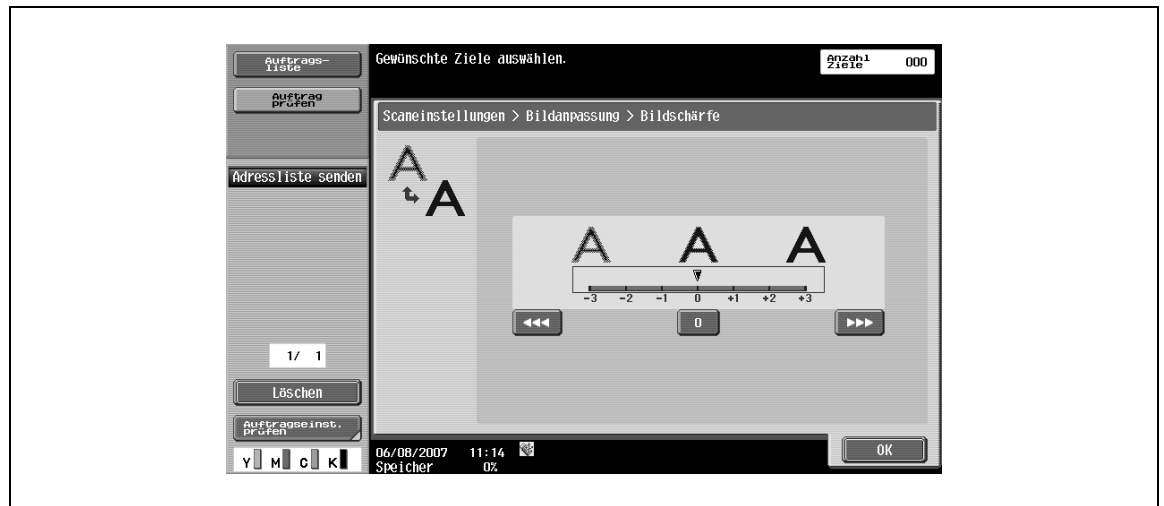 Auftrags-
liste
Auftrag
prüfen
Adressliste senden
1/ 1
Löschen
Auftragseinst.
prüfen
Y M C K
Gewünschte Ziele auswählen.
Anzahl
Ziele 000
Scaneinstellungen > Bildanpassung > Bildschärfe
A
A
A A A
-3 -2 -1 0 +1 +2 +3
0
OK
06/08/2007 11:14
Speicher 0%